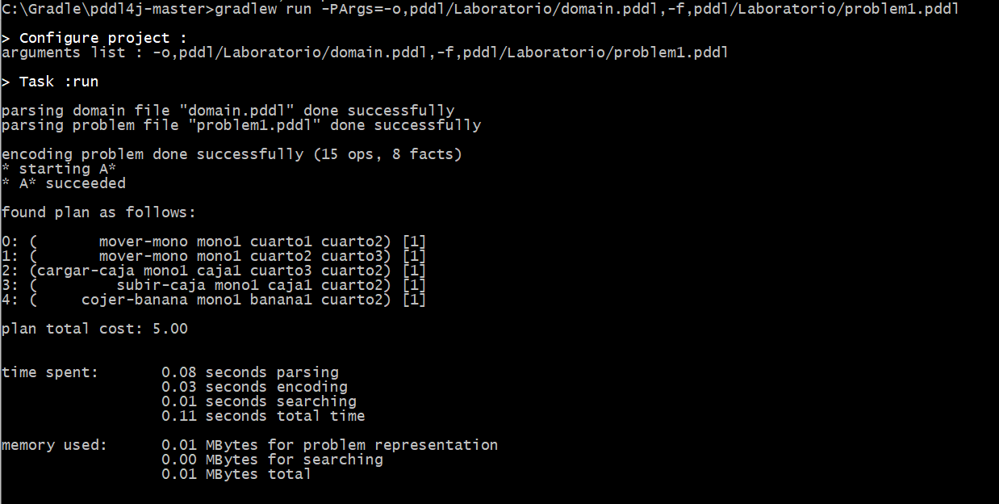 C:\Gradle\pddl4j-master>gradlew run -PArgs=-o,pddl/Laboratorio/domain.pddl,-f,pddl/Laboratorio/problem1.pddl
> Configure project :
arguments list : -o,pddl/Laboratorio/domain.pddl,-f,pddl/Laboratorio/problem1.pddl
> Task :run
parsing domain file "domain.pddl" done successfully
parsing problem file "problem1.pddl" done successfully
encoding problem done successfully (15 ops, 8 facts)
* starting A*
* A* succeeded
found plan as follows:
0: (       mover-mono mono1 cuarto1 cuarto2) [1]
1: (       mover-mono mono1 cuarto2 cuarto3) [1]
2: (cargar-caja mono1 caja1 cuarto3 cuarto2) [1]
3: (         subir-caja mono1 caja1 cuarto2) [1]
4: (     cojer-banana mono1 banana1 cuarto2) [1]
plan total cost: 5.00
time spent:       0.08 seconds parsing
                  0.03 seconds encoding
                  0.01 seconds searching
                  0.11 seconds total time
memory used:      0.01 MBytes for problem representation
                  0.00 MBytes for searching
                  0.01 MBytes total